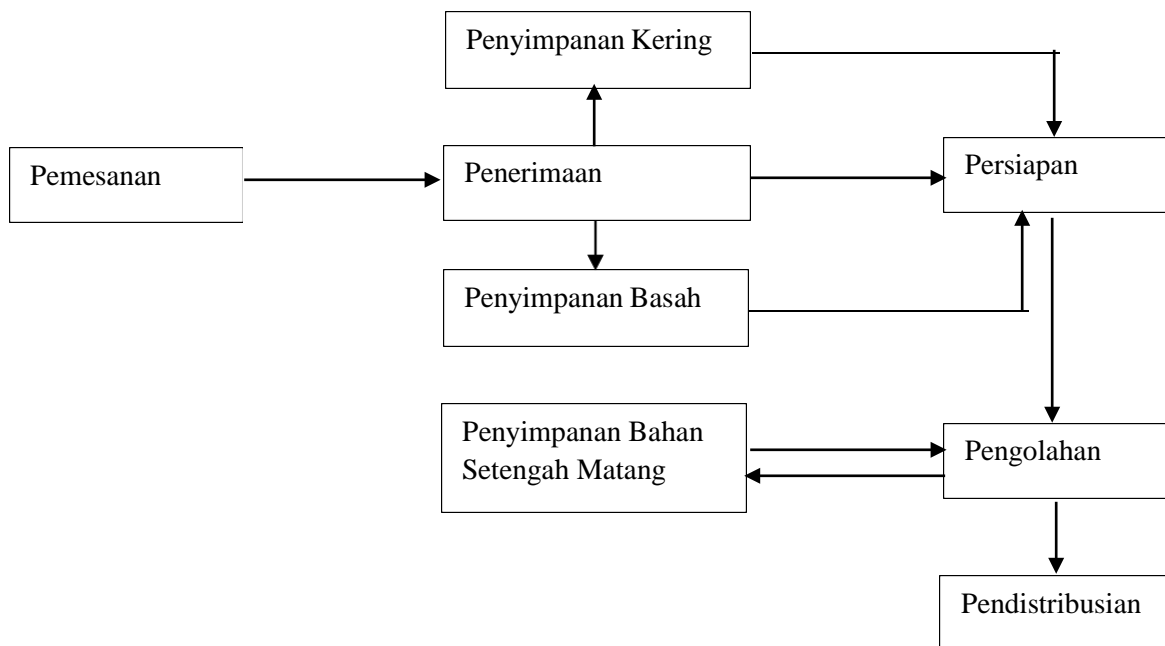 Penyimpanan Kering
Pemesanan
Penerimaan
Persiapan
Penyimpanan Basah
Penyimpanan Bahan
Setengah Matang
Pengolahan
Pendistribusian